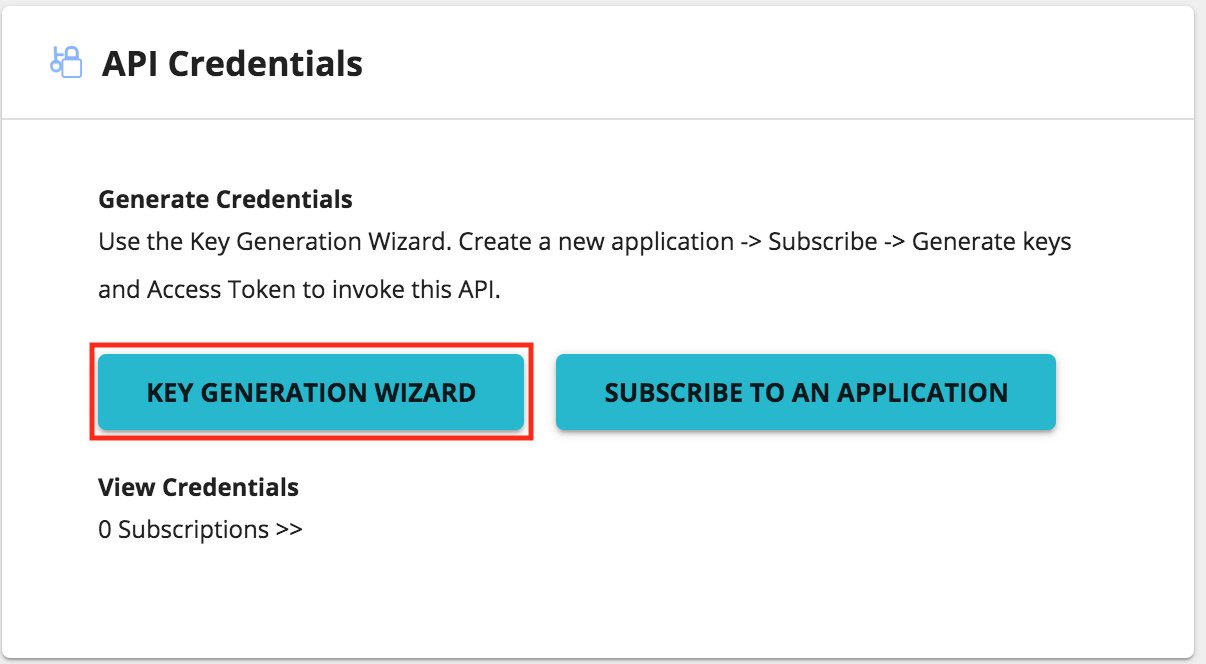 API Credentials
Generate Credentials
Use the Key Generation Wizard. Create a new application -> Subscribe -> Generate keys
and Access Token to invoke this API.
KEY GENERATION WIZARD
SUBSCRIBE TO AN APPLICATION
View Credentials
0 Subscriptions >>